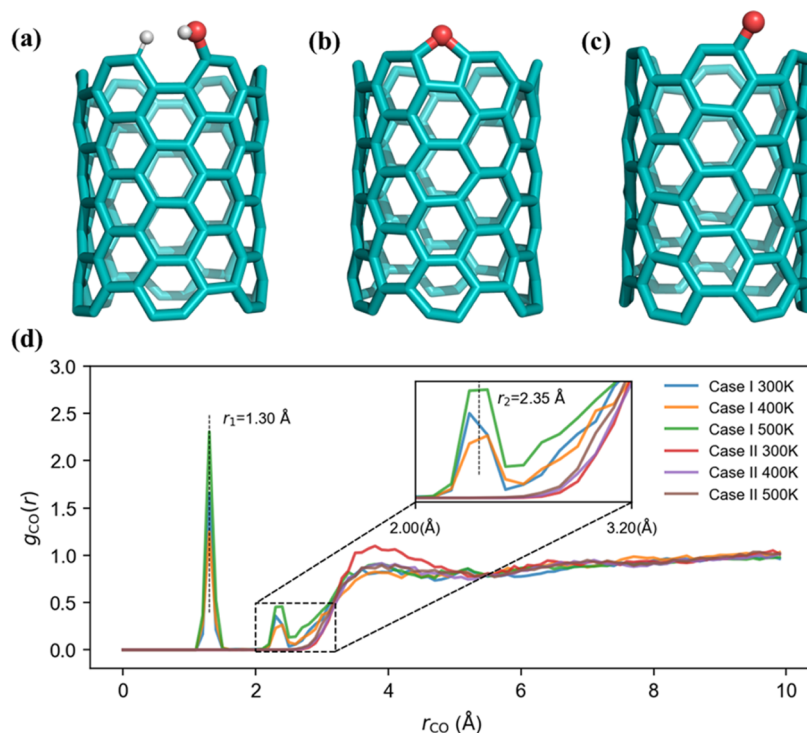 (a)
(b)
(c)
(d)
3.0
2.5
2.0
1.5
1.0
0.5
0.0
g_CO(r)
r₁=1.30 Å
r₂=2.35 Å
2.00(Å)
3.20(Å)
Case I 300K
Case I 400K
Case I 500K
Case II 300K
Case II 400K
Case II 500K
0
2
4
6
8
10
r_CO (Å)